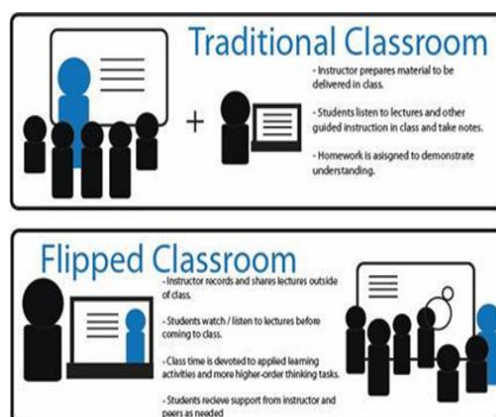 Traditional Classroom
- Instructor prepares material to be
delivered in class.
- Students listen to lectures and other
guided instruction in class and take notes.
- Homework is asigned to demonstrate
understanding.
Flipped Classroom
- Instructor records and shares lectures outside
of class.
- Students watch / listen to lectures before
coming to class.
- Class time is devoted to applied learning
activities and more higher-order thinking tasks.
- Students recieve support from instructor and
peers as needed